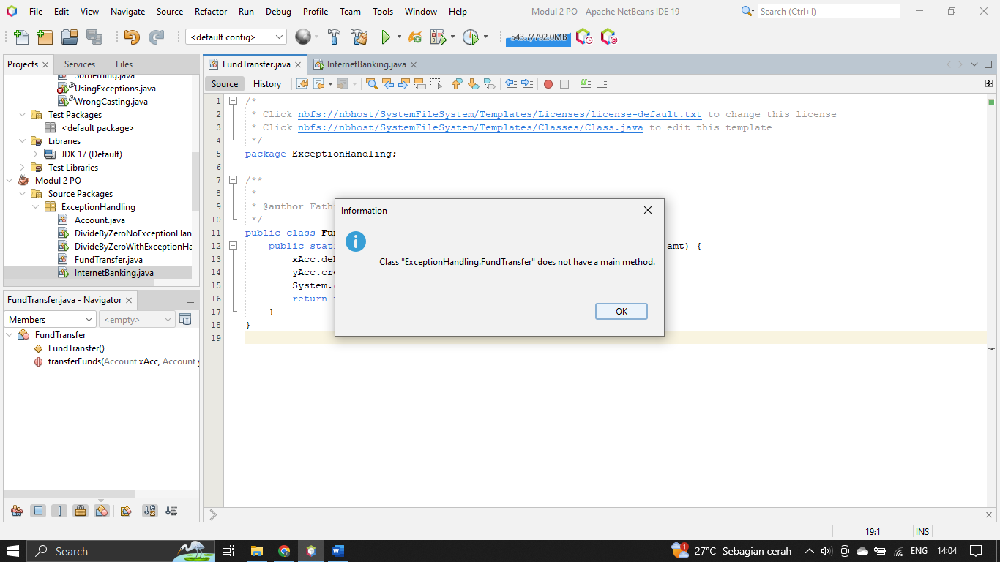 File Edit View Navigate Source Refactor Run Debug Profile Team Tools Window Help
Modul 2 PO - Apache NetBeans IDE 19
Search (Ctrl+I)
<default config>
543.7/792.0MB
Projects Services Files
Something.java
UsingExceptions.java
WrongCasting.java
Test Packages
<default package>
Libraries
JDK 17 (Default)
Test Libraries
Modul 2 PO
Source Packages
ExceptionHandling
Account.java
DivideByZeroNoExceptionHan
DivideByZeroWithExceptionHa
FundTransfer.java
InternetBanking.java
FundTransfer.java - Navigator
Members <empty>
FundTransfer
FundTransfer()
transferFunds(Account xAcc, Account y
FundTransfer.java InternetBanking.java
Source History
1 /*
2 * Click nbfs://nbhost/SystemFileSystem/Templates/Licenses/license-default.txt to change this license
3 * Click nbfs://nbhost/SystemFileSystem/Templates/Classes/Class.java to edit this template
4 */
5 package ExceptionHandling;
6
7 /**
8 *
9 * @author Fath
10 */
11 public class Fu
12 public stat amt) {
13 xAcc.de
14 yAcc.cr
15 System.
16 return t
17 }
18 }
19
Information
Class "ExceptionHandling.FundTransfer" does not have a main method.
OK
19:1 INS
Search
1
27°C Sebagian cerah
ENG 14:04